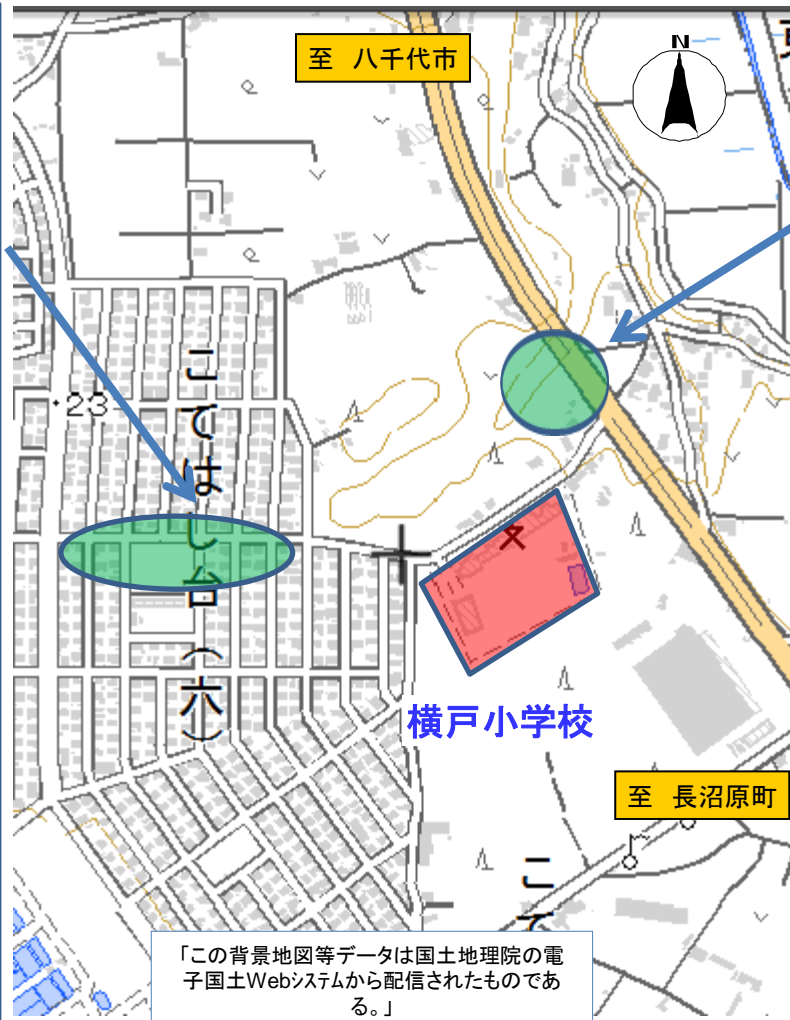 至 八千代市
N
東
・23
こてはし台（六）
横戸小学校
至 長沼原町
こて
「この背景地図等データは国土地理院の電
子国土Webシステムから配信されたものであ
る。」